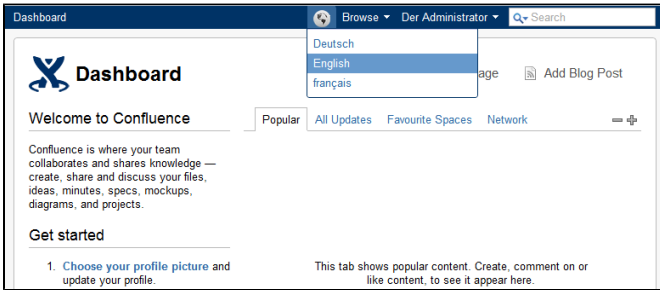 Dashboard Browse Der Administrator Search
Deutsch
English
français
Dashboard
age Add Blog Post
Welcome to Confluence
Popular All Updates Favourite Spaces Network
Confluence is where your team
collaborates and shares knowledge —
create, share and discuss your files,
ideas, minutes, specs, mockups,
diagrams, and projects.
Get started
1. Choose your profile picture and
update your profile.
This tab shows popular content. Create, comment on or
like content, to see it appear here.